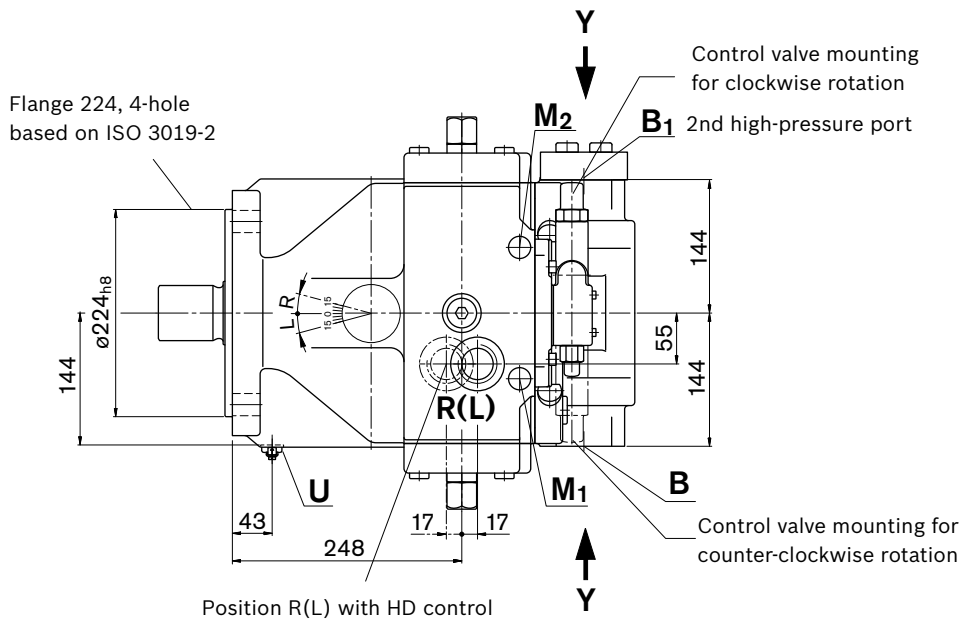 Y
Control valve mounting
for clockwise rotation
Flange 224, 4-hole
based on ISO 3019-2
M2
B1 2nd high-pressure port
144
ø224h8
144
L R
15 0 15
55
144
R(L)
U
M1
B
43
17
17
248
Control valve mounting for
counter-clockwise rotation
Position R(L) with HD control
Y